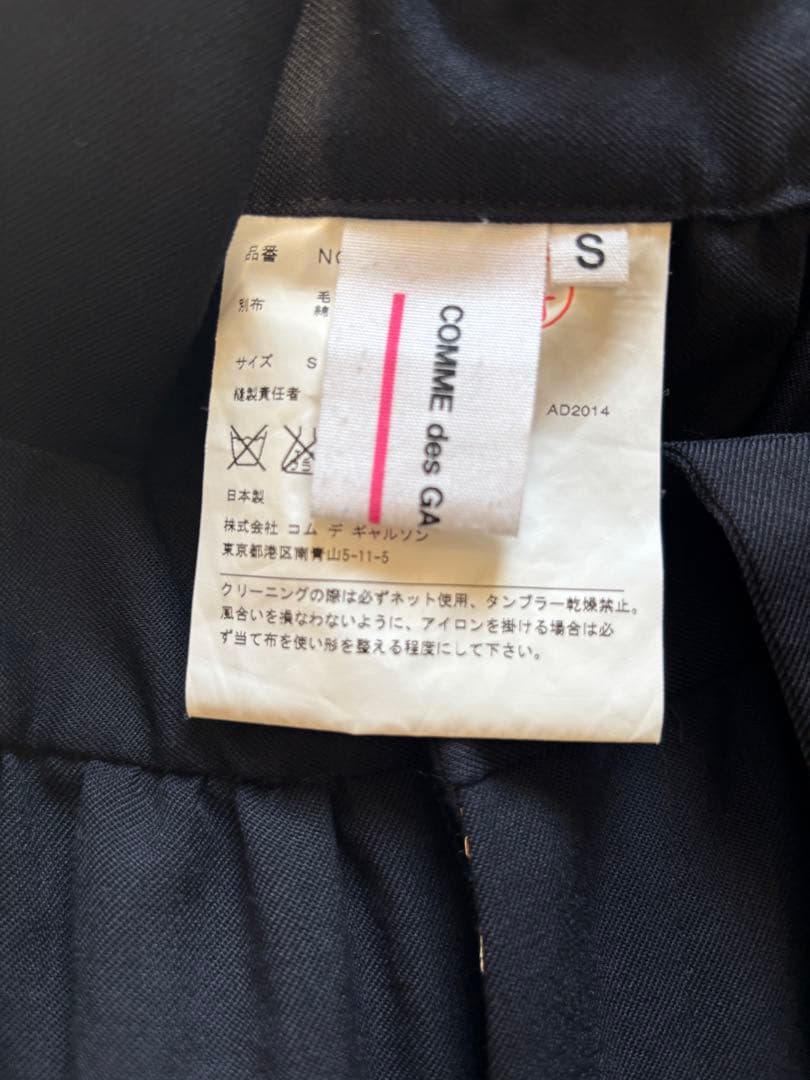 品番 N
S
別布 毛
綿
COMME des GA
サイズ S
縫製責任者
AD2014
日本製
株式会社 コム デ ギャルソン
東京都港区南青山5-11-5
クリーニングの際は必ずネット使用、タンブラー乾燥禁止。
風合いを損なわないように、アイロンを掛ける場合は必
ず当て布を使い形を整える程度にして下さい。